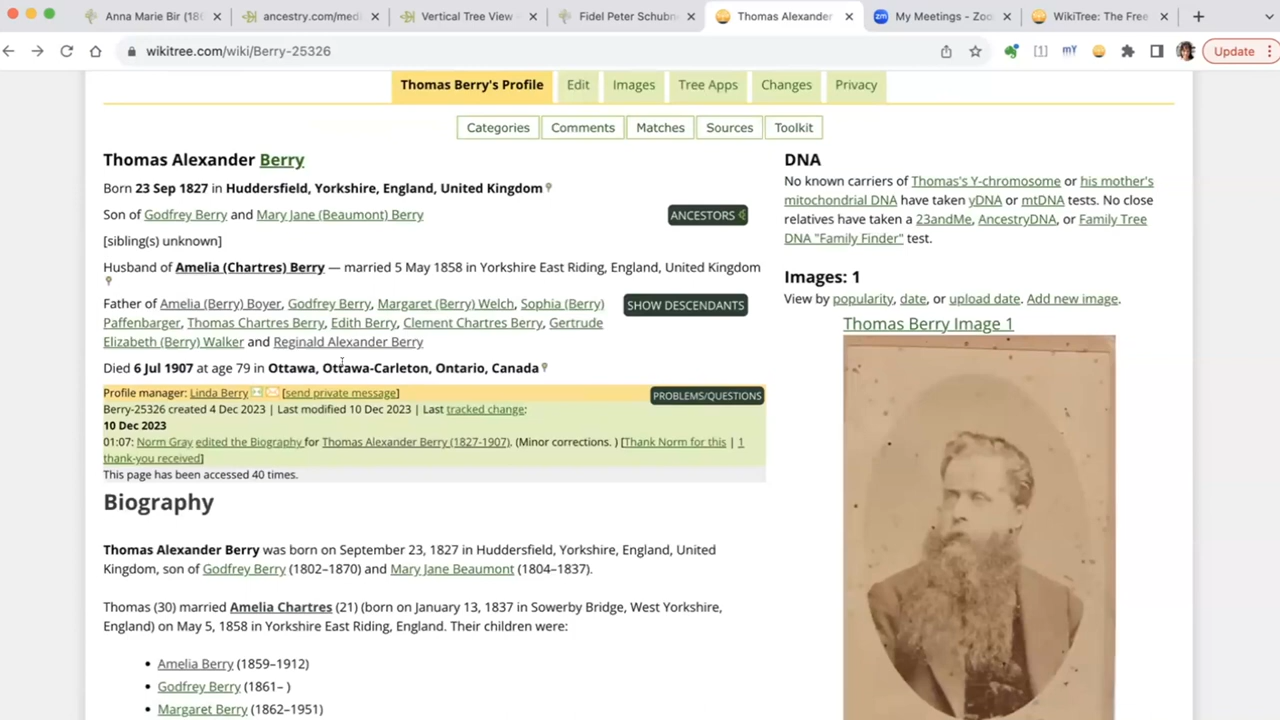 Anna Marie Bir (18
ancestry.com/med
Vertical Tree View
Fidel Peter Schubn
Thomas Alexander
My Meetings - Zoo
WikiTree: The Free
wikitree.com/wiki/Berry-25326
Update
Thomas Berry's Profile
Edit
Images
Tree Apps
Changes
Privacy
Categories
Comments
Matches
Sources
Toolkit
Thomas Alexander Berry
Born 23 Sep 1827 in Huddersfield, Yorkshire, England, United Kingdom
Son of Godfrey Berry and Mary Jane (Beaumont) Berry
ANCESTORS
[sibling(s) unknown]
Husband of Amelia (Chartres) Berry — married 5 May 1858 in Yorkshire East Riding, England, United Kingdom
Father of Amelia (Berry) Boyer, Godfrey Berry, Margaret (Berry) Welch, Sophia (Berry)
Paffenbarger, Thomas Chartres Berry, Edith Berry, Clement Chartres Berry, Gertrude
Elizabeth (Berry) Walker and Reginald Alexander Berry
SHOW DESCENDANTS
Died 6 Jul 1907 at age 79 in Ottawa, Ottawa-Carleton, Ontario, Canada
Profile manager: Linda Berry [send private message]
PROBLEMS/QUESTIONS
Berry-25326 created 4 Dec 2023 | Last modified 10 Dec 2023 | Last tracked change:
10 Dec 2023
01:07: Norm Gray edited the Biography for Thomas Alexander Berry (1827-1907). (Minor corrections. ) [Thank Norm for this | 1
thank-you received]
This page has been accessed 40 times.
Biography
Thomas Alexander Berry was born on September 23, 1827 in Huddersfield, Yorkshire, England, United
Kingdom, son of Godfrey Berry (1802–1870) and Mary Jane Beaumont (1804–1837).
Thomas (30) married Amelia Chartres (21) (born on January 13, 1837 in Sowerby Bridge, West Yorkshire,
England) on May 5, 1858 in Yorkshire East Riding, England. Their children were:
• Amelia Berry (1859–1912)
• Godfrey Berry (1861– )
• Margaret Berry (1862–1951)
DNA
No known carriers of Thomas's Y-chromosome or his mother's
mitochondrial DNA have taken yDNA or mtDNA tests. No close
relatives have taken a 23andMe, AncestryDNA, or Family Tree
DNA "Family Finder" test.
Images: 1
View by popularity, date, or upload date. Add new image.
Thomas Berry Image 1